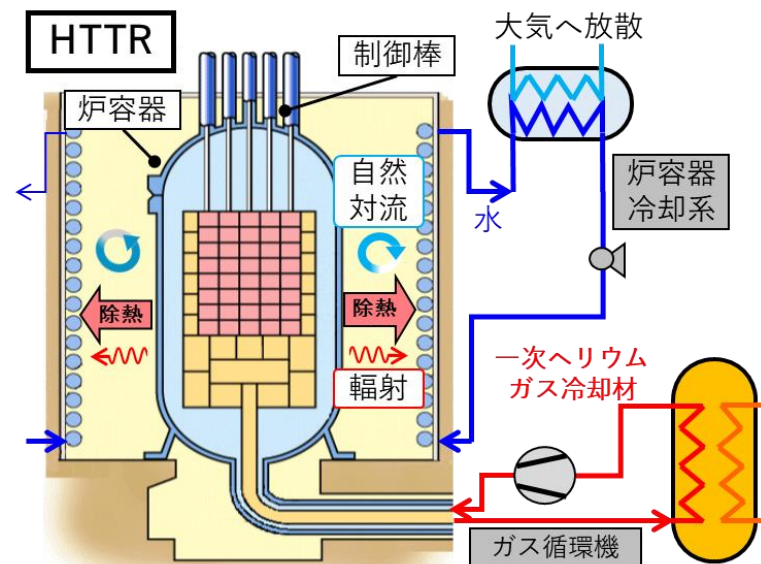 HTTR
制御棒
大気へ放散
炉容器
自然
対流
水
炉容器
冷却系
除熱
除熱
輻射
一次ヘリウム
ガス冷却材
ガス循環機